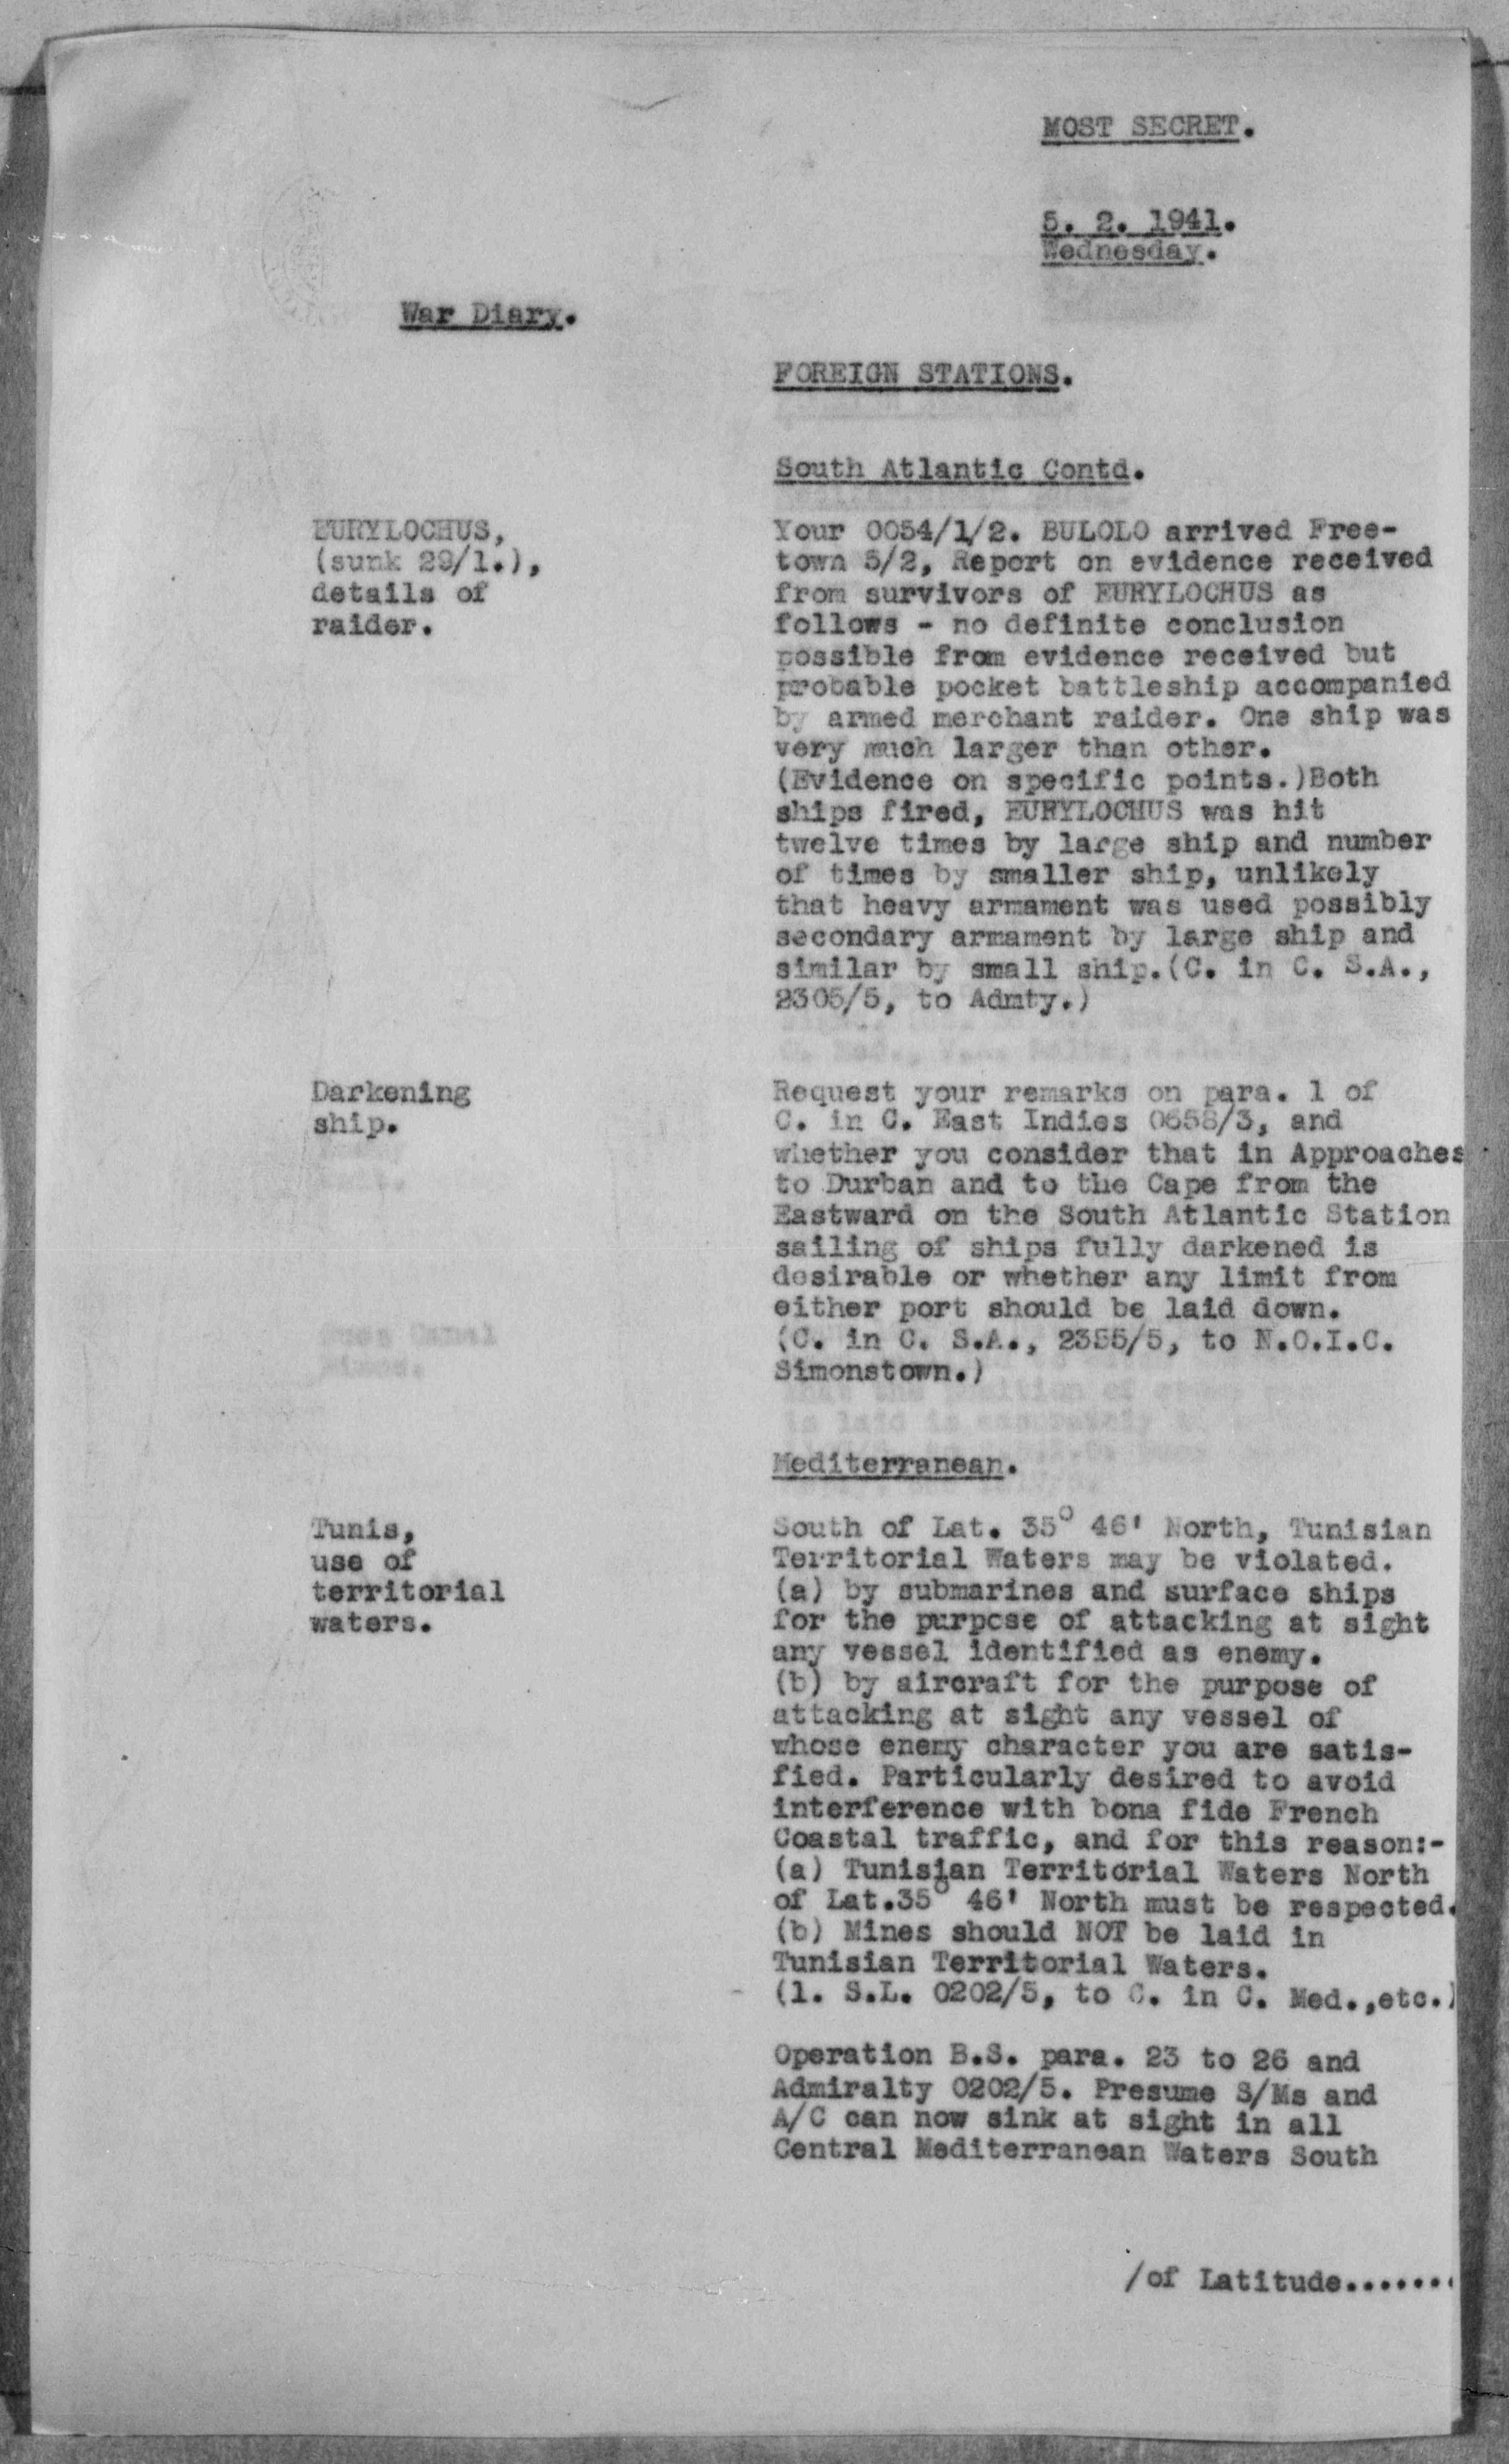 MOST SECRET.
5. 2. 1941.
Wednesday.
War Diary.
FOREIGN STATIONS.
South Atlantic Contd.
EURYLOCHUS,
(sunk 29/1.),
details of
raider.
Your 0054/1/2. BULOLO arrived Free-
town 5/2, Report on evidence received
from survivors of EURYLOCHUS as
follows - no definite conclusion
possible from evidence received but
probable pocket battleship accompanied
by armed merchant raider. One ship was
very much larger than other.
(Evidence on specific points.)Both
ships fired, EURYLOCHUS was hit
twelve times by large ship and number
of times by smaller ship, unlikely
that heavy armament was used possibly
secondary armament by large ship and
similar by small ship.(C. in C. S.A.,
2305/5, to Admty.)
Darkening
ship.
Request your remarks on para. 1 of
C. in C. East Indies 0658/3, and
whether you consider that in Approaches
to Durban and to the Cape from the
Eastward on the South Atlantic Station
sailing of ships fully darkened is
desirable or whether any limit from
either port should be laid down.
(C. in C. S.A., to N.O.I.C.
Simonstown.)
Mediterranean.
Tunis,
use of
territorial
waters.
South of Lat. 35° 46' North, Tunisian
Territorial Waters may be violated.
(a) by submarines and surface ships
for the purpose of attacking at sight
any vessel identified as enemy.
(b) by aircraft for the purpose of
attacking at sight any vessel of
whose enemy character you are satis-
fied. Particularly desired to avoid
interference with bona fide French
Coastal traffic, and for this reason:-
(a) Tunisian Territorial Waters North
of Lat.35° 46' North must be respected.
(b) Mines should NOT be laid in
Tunisian Territorial Waters.
(1. S.L. 0202/5, to C. in C. Med.,etc.)
Operation B.S. para. 23 to 26 and
Admiralty 0202/5. Presume S/Ms and
A/C can now sink at sight in all
Central Mediterranean Waters South
/of Latitude.......